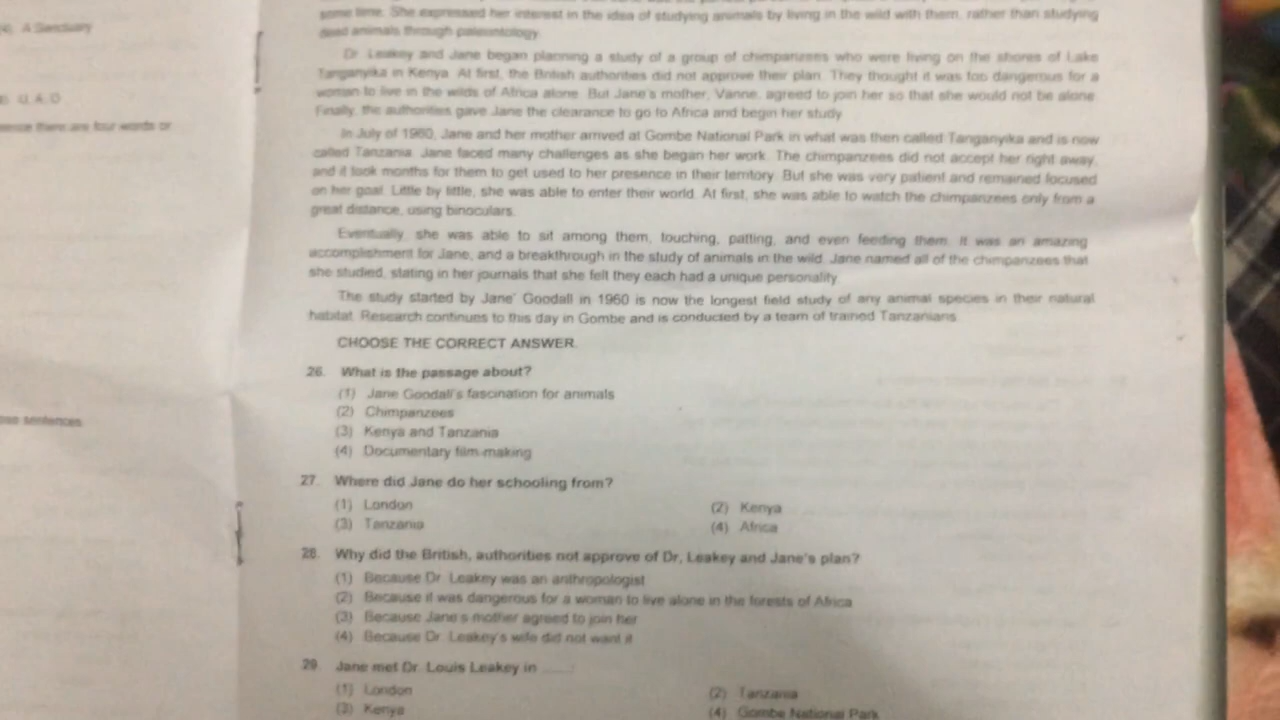 A Sanctuary
U, A, D
ence there are four words or
sentences
some time. She expressed her interest in the idea of studying animals by living in the wild with them, rather than studying
dead animals through paleontology.
Dr. Leakey and Jane began planning a study of a group of chimpanzees who were living on the shores of Lake
Tanganyika in Kenya. At first, the British authorities did not approve their plan. They thought it was too dangerous for a
woman to live in the wilds of Africa alone. But Jane's mother, Vanne, agreed to join her so that she would not be alone.
Finally, the authorities gave Jane the clearance to go to Africa and begin her study.
In July of 1960, Jane and her mother arrived at Gombe National Park in what was then called Tanganyika and is now
called Tanzania. Jane faced many challenges as she began her work. The chimpanzees did not accept her right away,
and it took months for them to get used to her presence in their territory. But she was very patient and remained focused
on her goal. Little by little, she was able to enter their world. At first, she was able to watch the chimpanzees only from a
great distance, using binoculars.
Eventually, she was able to sit among them, touching, patting, and even feeding them. It was an amazing
accomplishment for Jane, and a breakthrough in the study of animals in the wild. Jane named all of the chimpanzees that
she studied, stating in her journals that she felt they each had a unique personality.
The study started by Jane' Goodall in 1960 is now the longest field study of any animal species in their natural
habitat. Research continues to this day in Gombe and is conducted by a team of trained Tanzanians.
CHOOSE THE CORRECT ANSWER.
26. What is the passage about?
(1) Jane Goodall's fascination for animals
(2) Chimpanzees
(3) Kenya and Tanzania
(4) Documentary film-making
27. Where did Jane do her schooling from?
(1) London (2) Kenya
(3) Tanzania (4) Africa
28. Why did the British, authorities not approve of Dr, Leakey and Jane's plan?
(1) Because Dr. Leakey was an anthropologist
(2) Because it was dangerous for a woman to live alone in the forests of Africa
(3) Because Jane's mother agreed to join her
(4) Because Dr. Leakey's wife did not want it
29. Jane met Dr. Louis Leakey in .......:
(1) London (2) Tanzania
(3) Kenya (4) Gombe National Park